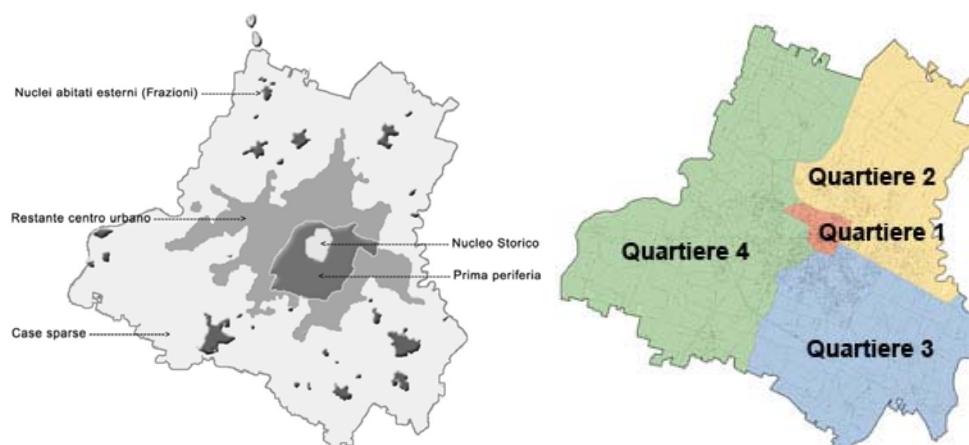 Nuclei abitati esterni (Frazioni)
Restante centro urbano
Nucleo Storico
Prima periferia
Case sparse
Quartiere 2
Quartiere 1
Quartiere 4
Quartiere 3